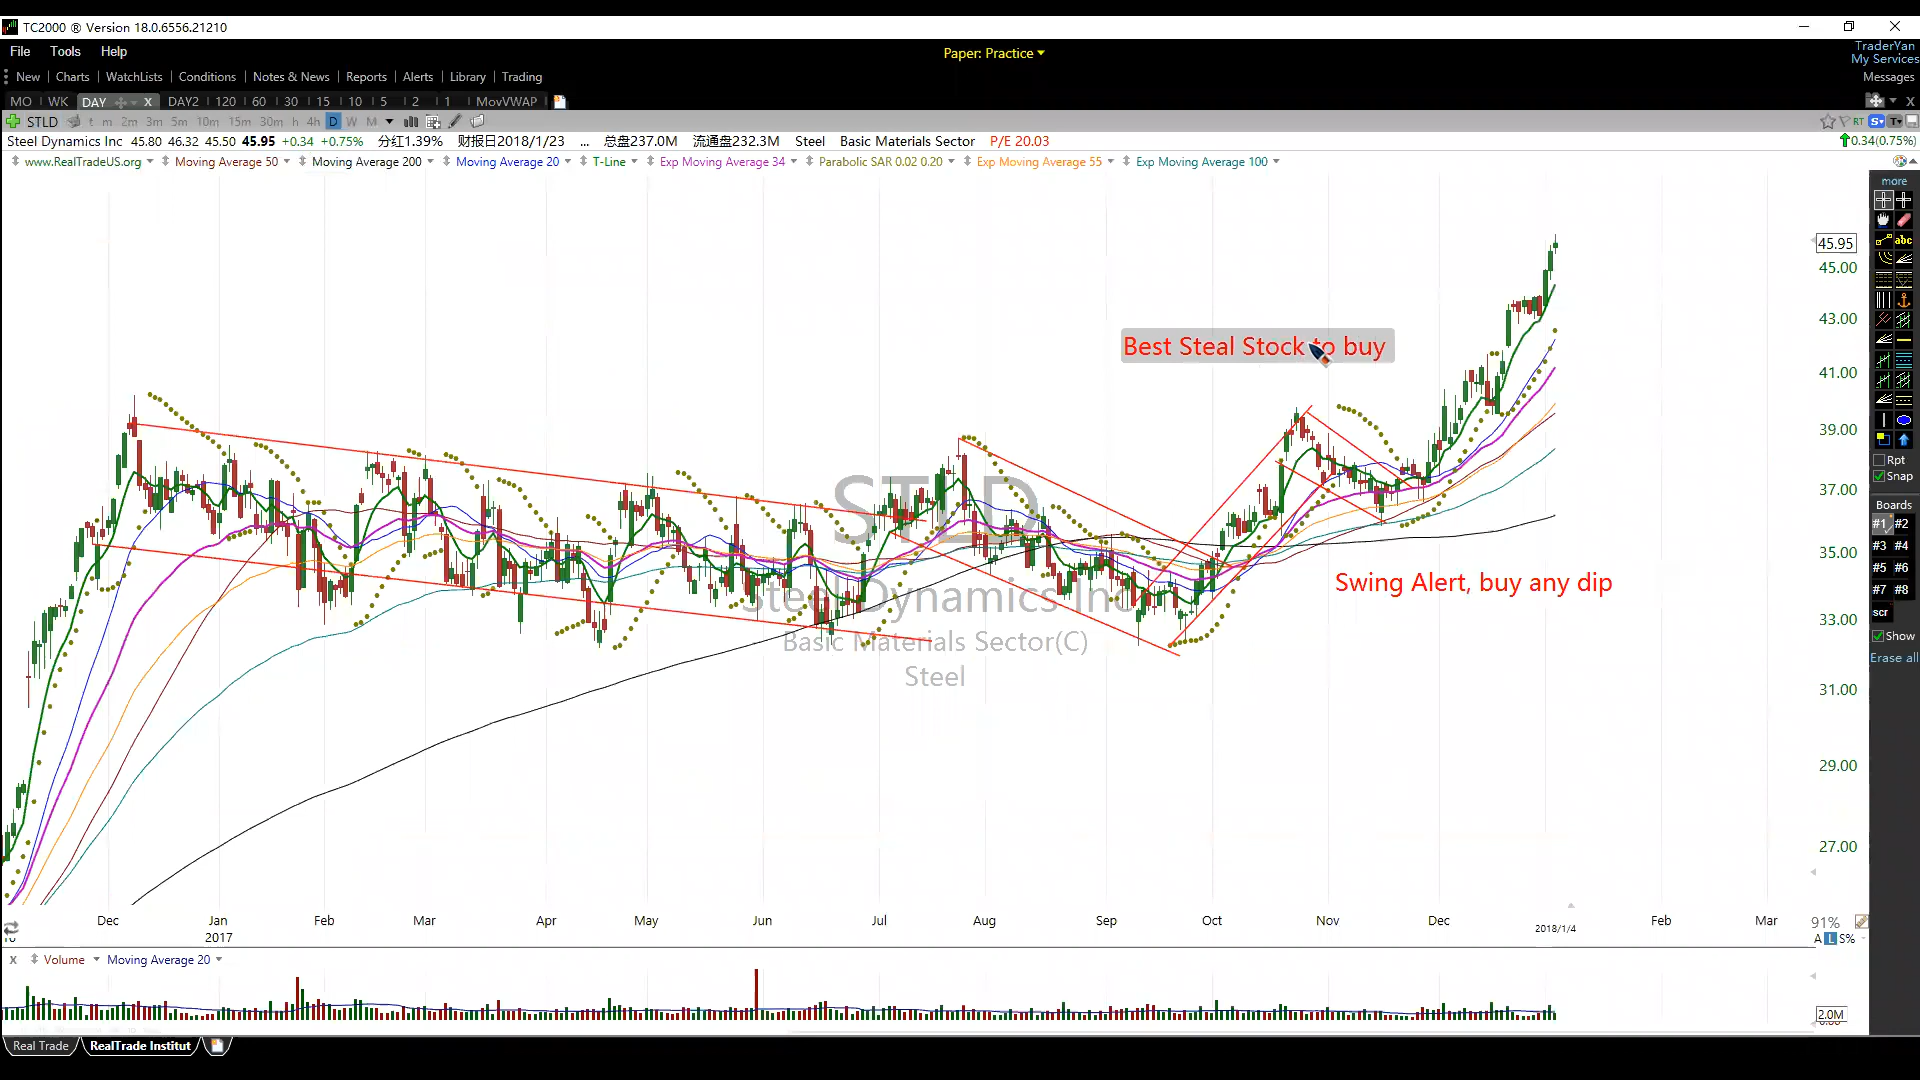 TC2000 ® Version 18.0.6556.21210
File Tools Help
Paper: Practice
TraderYan
My Services
New Charts WatchLists Conditions Notes & News Reports Alerts Library Trading
Messages
MO WK DAY X DAY2 120 60 30 15 10 5 2 1 MovVWAP
X
STLD t m 2m 3m 5m 10m 15m 30m h 4h D W M
RT S T
Steel Dynamics Inc 45.80 46.32 45.50 45.95 +0.34 +0.75% 分红1.39% 财报日2018/1/23 ... 总盘237.0M 流通盘232.3M Steel Basic Materials Sector P/E 20.03
0.34(0.75%)
www.RealTradeUS.org Moving Average 50 Moving Average 200 Moving Average 20 T-Line Exp Moving Average 34 Parabolic SAR 0.02 0.20 Exp Moving Average 55 Exp Moving Average 100
more
abc
45.95
45.00
43.00
41.00
39.00
37.00
35.00
33.00
31.00
29.00
27.00
Best Steal Stock to buy
Swing Alert, buy any dip
STLD
Steel Dynamics Inc
Basic Materials Sector(C)
Steel
Rpt
Snap
Boards
#1 #2
#3 #4
#5 #6
#7 #8
scr
Show
Erase all
Dec Jan Feb Mar Apr May Jun Jul Aug Sep Oct Nov Dec 2018/1/4 Feb Mar
2017
91%
A L S%
X Volume Moving Average 20
2.0M
Real Trade RealTrade Institut